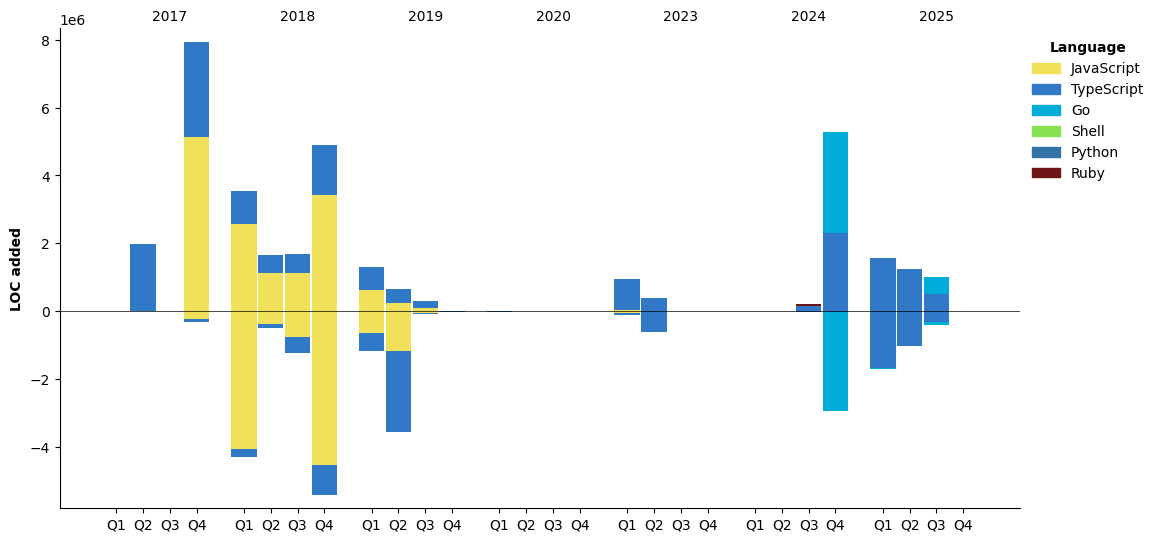 2017 2018 2019 2020 2023 2024 2025
1e6
Language
JavaScript
TypeScript
Go
Shell
Python
Ruby
LOC added
8
6
4
2
0
−2
−4
Q1 Q2 Q3 Q4 Q1 Q2 Q3 Q4 Q1 Q2 Q3 Q4 Q1 Q2 Q3 Q4 Q1 Q2 Q3 Q4 Q1 Q2 Q3 Q4 Q1 Q2 Q3 Q4